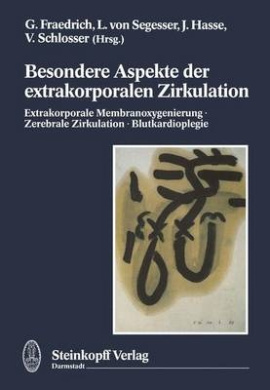 G. Fraedrich, L. von Segesser, J. Hasse,
V. Schlosser (Hrsg.)
Besondere Aspekte der
extrakorporalen Zirkulation
Extrakorporale Membranoxygenierung ·
Zerebrale Zirkulation · Blutkardioplegie
Steinkopff Verlag
Darmstadt